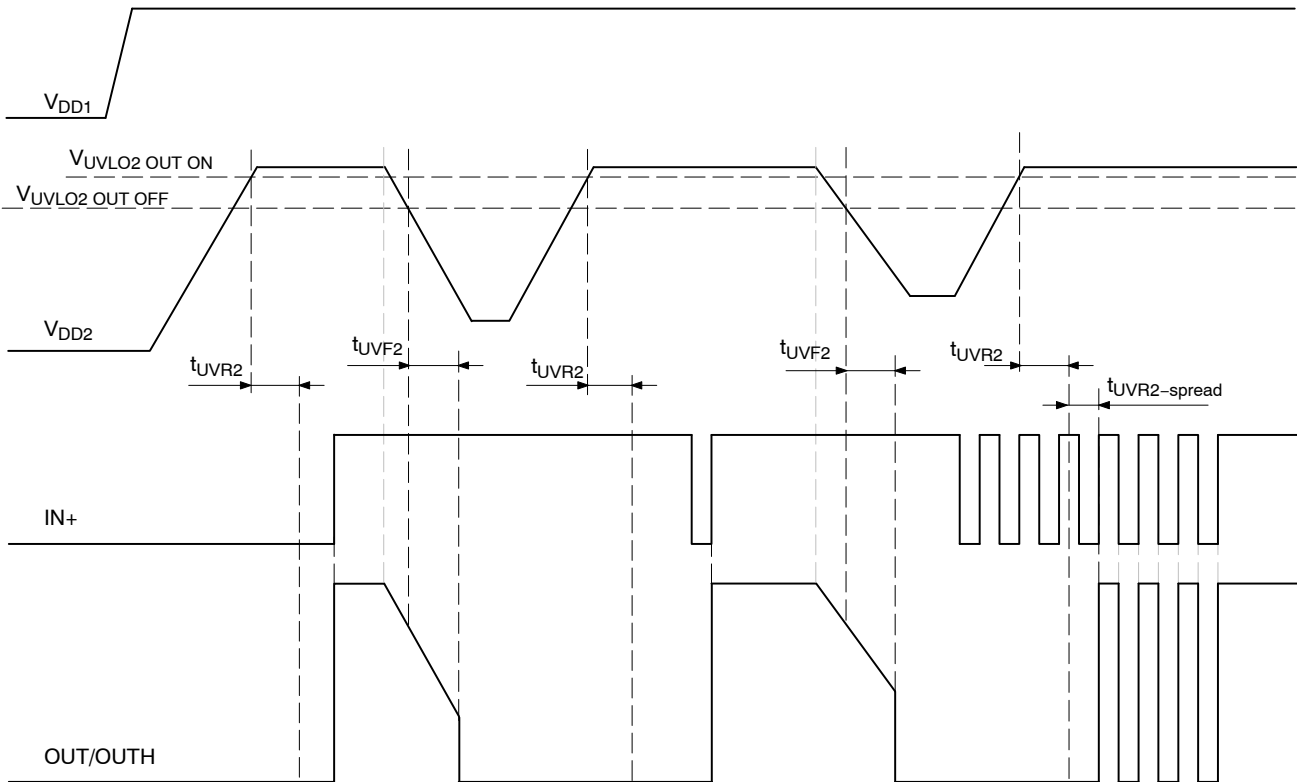 VDD1
VUVLO2 OUT ON
VUVLO2 OUT OFF
VDD2
tUVR2
tUVF2
tUVR2
tUVF2
tUVR2
tUVR2−spread
IN+
OUT/OUTH